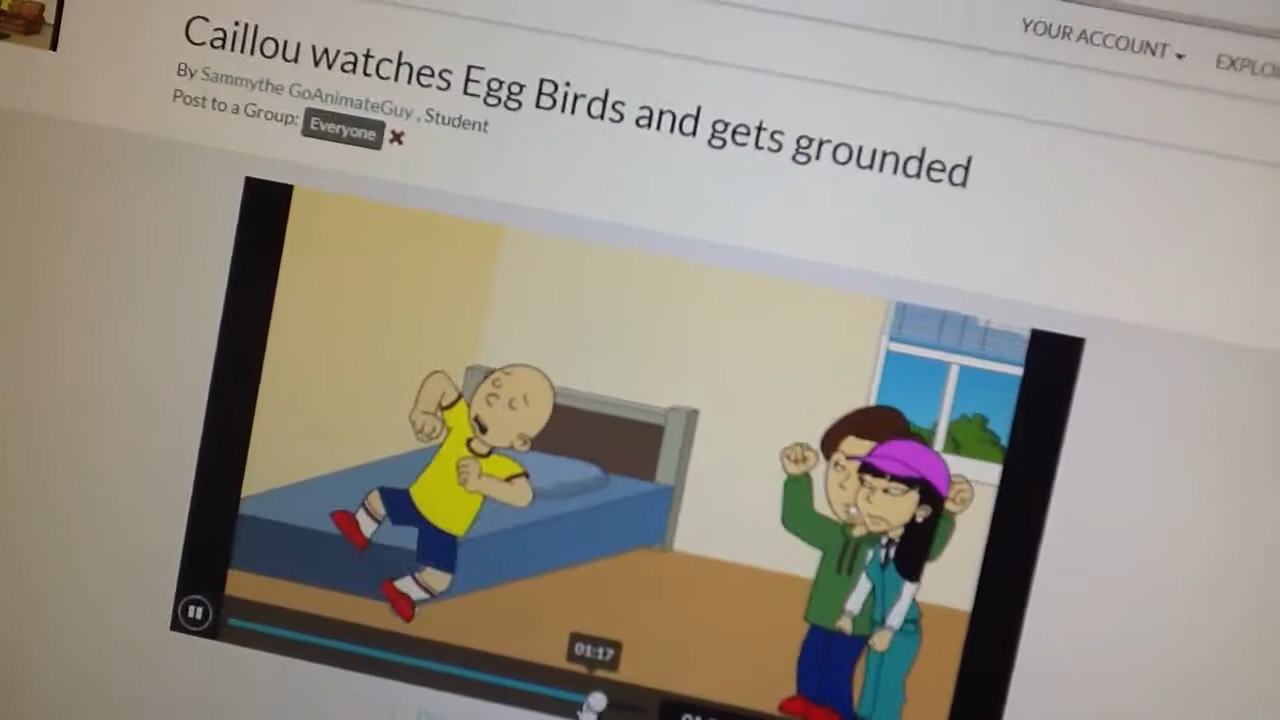 YOUR ACCOUNT
Caillou watches Egg Birds and gets grounded
By Sammythe GoAnimateGuy, Student
Post to a Group: Everyone
01:17